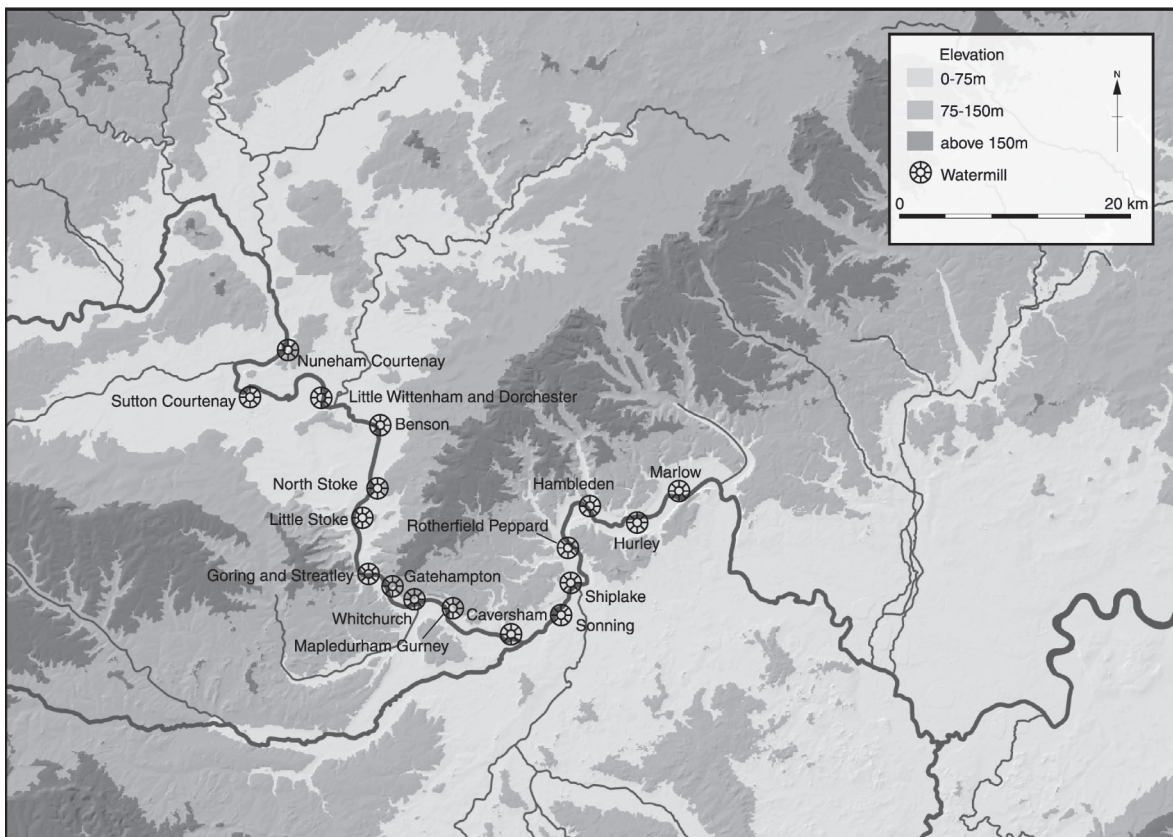 Elevation
0-75m
75-150m
above 150m
Watermill
N
0 20 km
Nuneham Courtenay
Sutton Courtenay
Little Wittenham and Dorchester
Benson
North Stoke
Little Stoke
Goring and Streatley
Gatehampton
Whitchurch
Mapledurham Gurney
Caversham
Sonning
Shiplake
Rotherfield Peppard
Hambleden
Hurley
Marlow